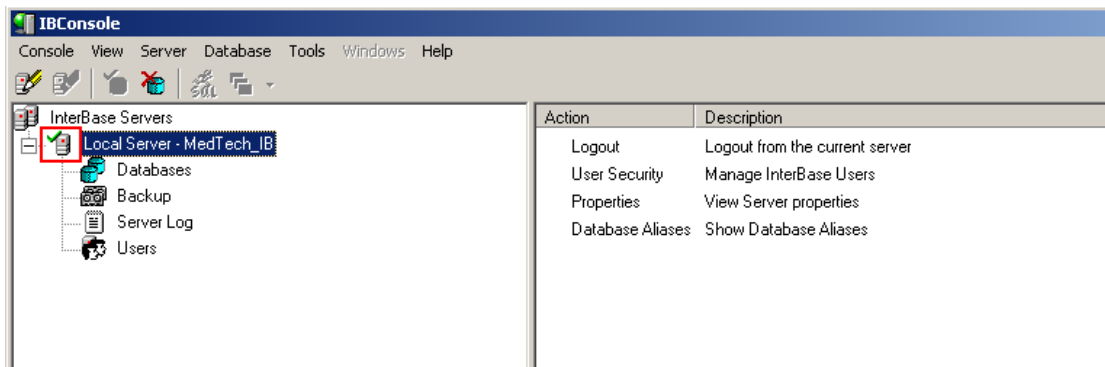 IBConsole
Console View Server Database Tools Windows Help
InterBase Servers
Local Server - MedTech_IB
Databases
Backup
Server Log
Users
Action Description
Logout Logout from the current server
User Security Manage InterBase Users
Properties View Server properties
Database Aliases Show Database Aliases